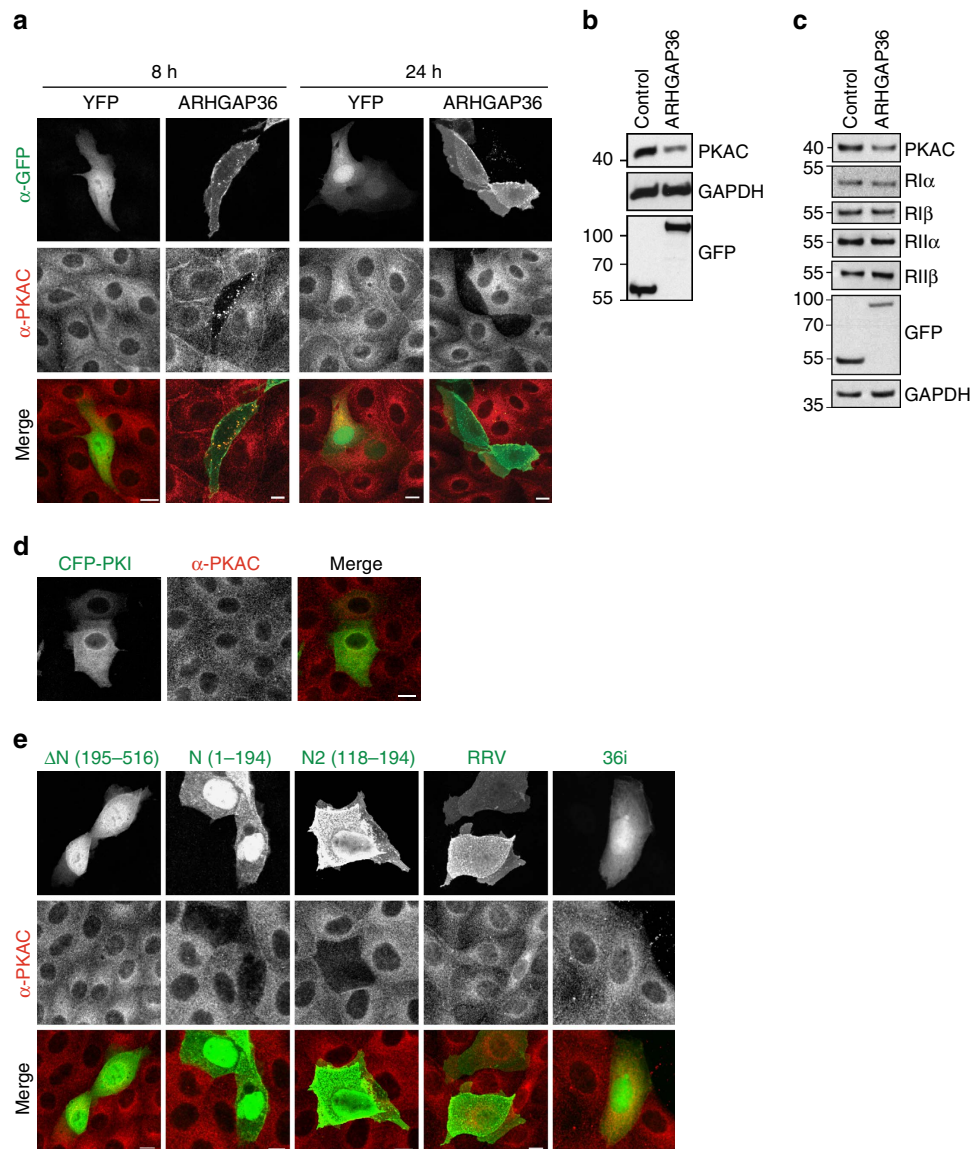 a
8 h 24 h
YFP ARHGAP36 YFP ARHGAP36
α-GFP
α-PKAC
Merge
b
Control
ARHGAP36
40 PKAC
GAPDH
100
70
55
GFP
c
Control
ARHGAP36
40 PKAC
55 RIα
55 RIβ
55 RIIα
55 RIIβ
100
70
55
GFP
35 GAPDH
d
CFP-PKI α-PKAC Merge
e
ΔN (195–516) N (1–194) N2 (118–194) RRV 36i
α-PKAC
Merge